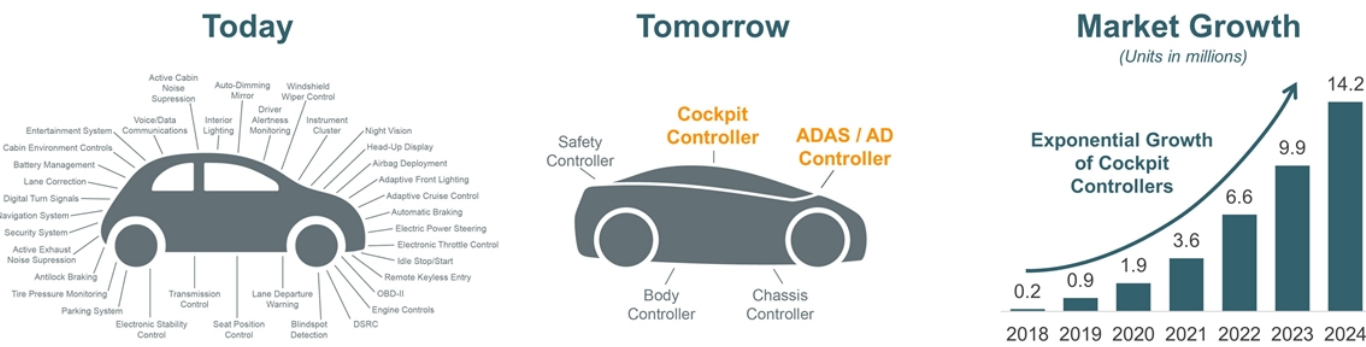 Today
Active Cabin
Noise
Supression
Auto-Dimming
Mirror
Windshield
Wiper Control
Voice/Data
Communications
Interior
Lighting
Driver
Alertness
Monitoring
Instrument
Cluster
Entertainment System
Night Vision
Cabin Environment Controls
Head-Up Display
Battery Management
Airbag Deployment
Lane Correction
Adaptive Front Lighting
Digital Turn Signals
Adaptive Cruise Control
Navigation System
Automatic Braking
Security System
Electric Power Steering
Active Exhaust
Noise Supression
Electronic Throttle Control
Idle Stop/Start
Antilock Braking
Remote Keyless Entry
Tire Pressure Monitoring
OBD-II
Parking System
Engine Controls
Transmission
Control
Lane Departure
Warning
Electronic Stability
Control
Seat Position
Control
Blindspot
Detection
DSRC
Tomorrow
Cockpit
Controller
ADAS / AD
Controller
Safety
Controller
Body
Controller
Chassis
Controller
Market Growth
(Units in millions)
Exponential Growth
of Cockpit
Controllers
0.2
0.9
1.9
3.6
6.6
9.9
14.2
2018 2019 2020 2021 2022 2023 2024